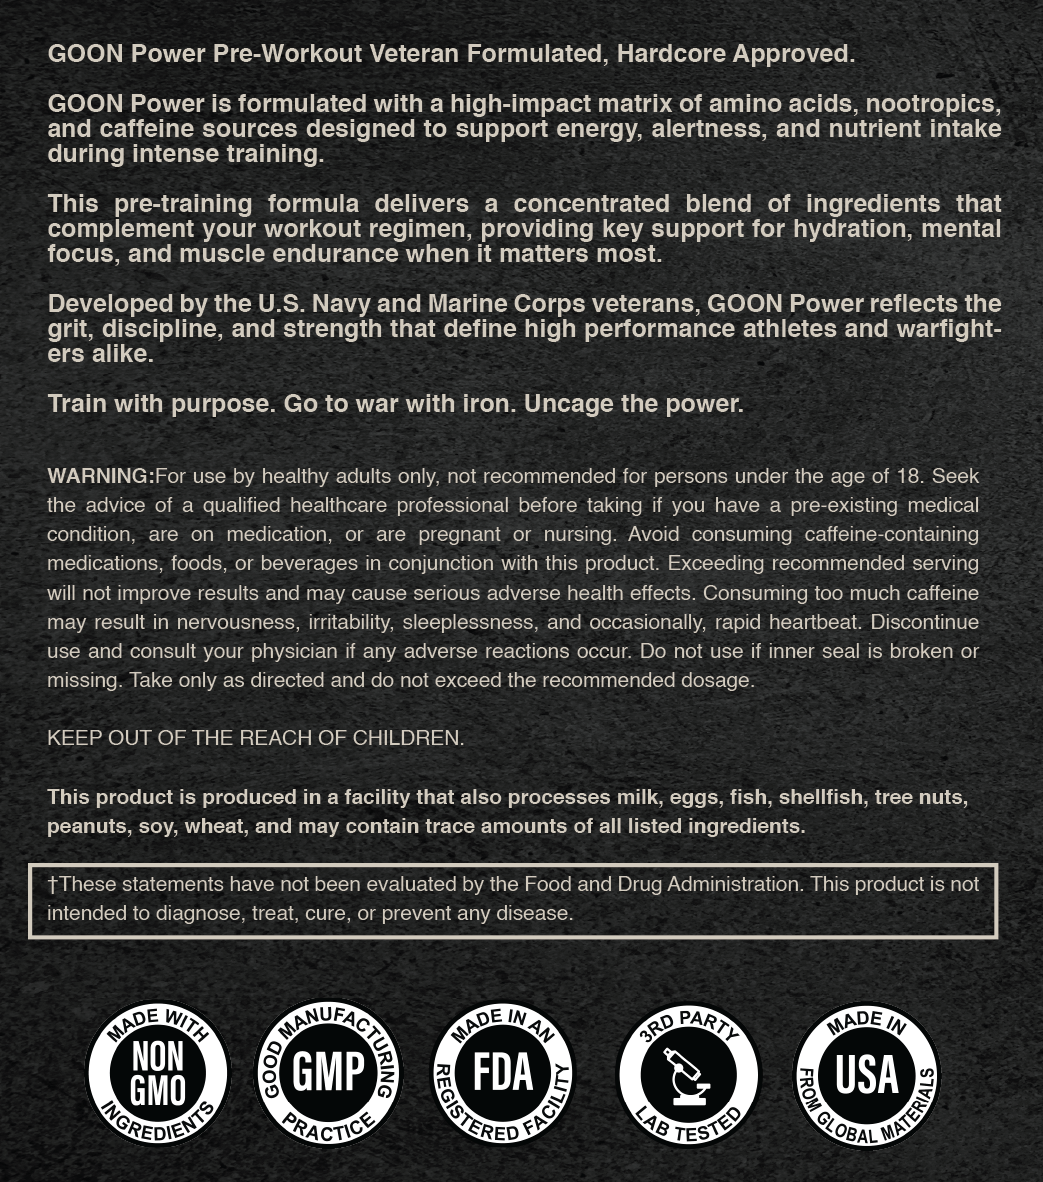 GOON Power Pre-Workout Veteran Formulated, Hardcore Approved.
GOON Power is formulated with a high-impact matrix of amino acids, nootropics,
and caffeine sources designed to support energy, alertness, and nutrient intake
during intense training.
This pre-training formula delivers a concentrated blend of ingredients that
complement your workout regimen, providing key support for hydration, mental
focus, and muscle endurance when it matters most.
Developed by the U.S. Navy and Marine Corps veterans, GOON Power reflects the
grit, discipline, and strength that define high performance athletes and warfight-
ers alike.
Train with purpose. Go to war with iron. Uncage the power.
WARNING:For use by healthy adults only, not recommended for persons under the age of 18. Seek
the advice of a qualified healthcare professional before taking if you have a pre-existing medical
condition, are on medication, or are pregnant or nursing. Avoid consuming caffeine-containing
medications, foods, or beverages in conjunction with this product. Exceeding recommended serving
will not improve results and may cause serious adverse health effects. Consuming too much caffeine
may result in nervousness, irritability, sleeplessness, and occasionally, rapid heartbeat. Discontinue
use and consult your physician if any adverse reactions occur. Do not use if inner seal is broken or
missing. Take only as directed and do not exceed the recommended dosage.
KEEP OUT OF THE REACH OF CHILDREN.
This product is produced in a facility that also processes milk, eggs, fish, shellfish, tree nuts,
peanuts, soy, wheat, and may contain trace amounts of all listed ingredients.
†These statements have not been evaluated by the Food and Drug Administration. This product is not
intended to diagnose, treat, cure, or prevent any disease.
MADE WITH
NON
GMO
INGREDIENTS
GOOD MANUFACTURING
GMP
PRACTICE
MADE IN AN
FDA
REGISTERED FACILITY
3RD PARTY
LAB TESTED
MADE IN
USA
FROM GLOBAL MATERIALS